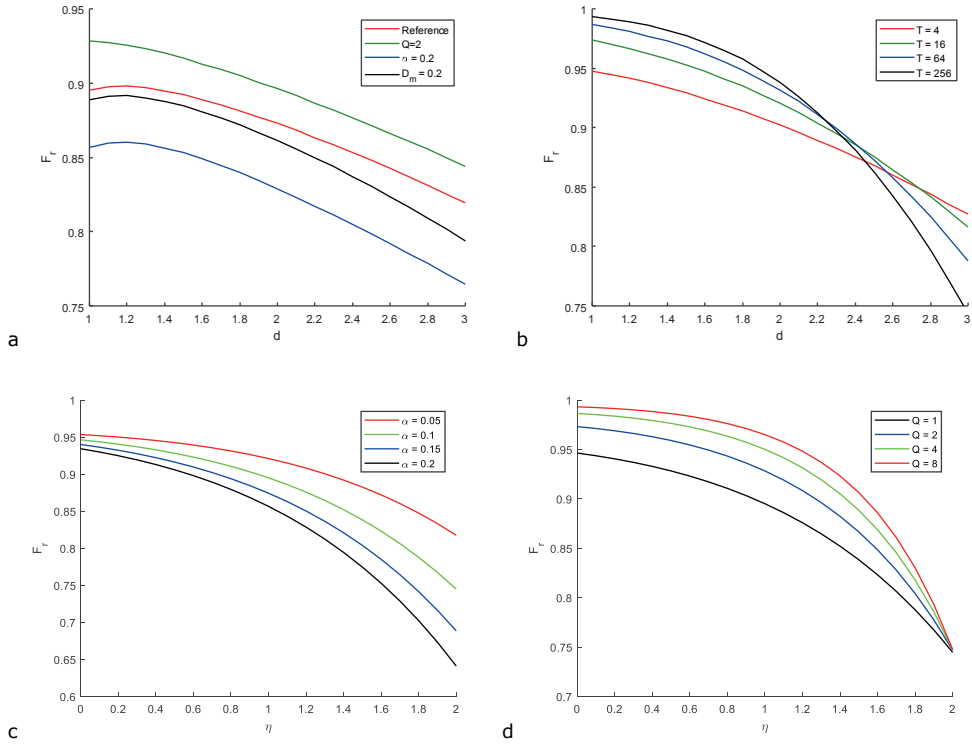 0.95
0.9
0.85
0.8
0.75
F_r
1 1.2 1.4 1.6 1.8 2 2.2 2.4 2.6 2.8 3
d
Reference
Q=2
α = 0.2
D_m = 0.2
a
1
0.95
0.9
0.85
0.8
0.75
F_r
1 1.2 1.4 1.6 1.8 2 2.2 2.4 2.6 2.8 3
d
T = 4
T = 16
T = 64
T = 256
b
1
0.95
0.9
0.85
0.8
0.75
0.7
0.65
0.6
F_r
0 0.2 0.4 0.6 0.8 1 1.2 1.4 1.6 1.8 2
η
α = 0.05
α = 0.1
α = 0.15
α = 0.2
c
1
0.95
0.9
0.85
0.8
0.75
0.7
F_r
0 0.2 0.4 0.6 0.8 1 1.2 1.4 1.6 1.8 2
η
Q = 1
Q = 2
Q = 4
Q = 8
d